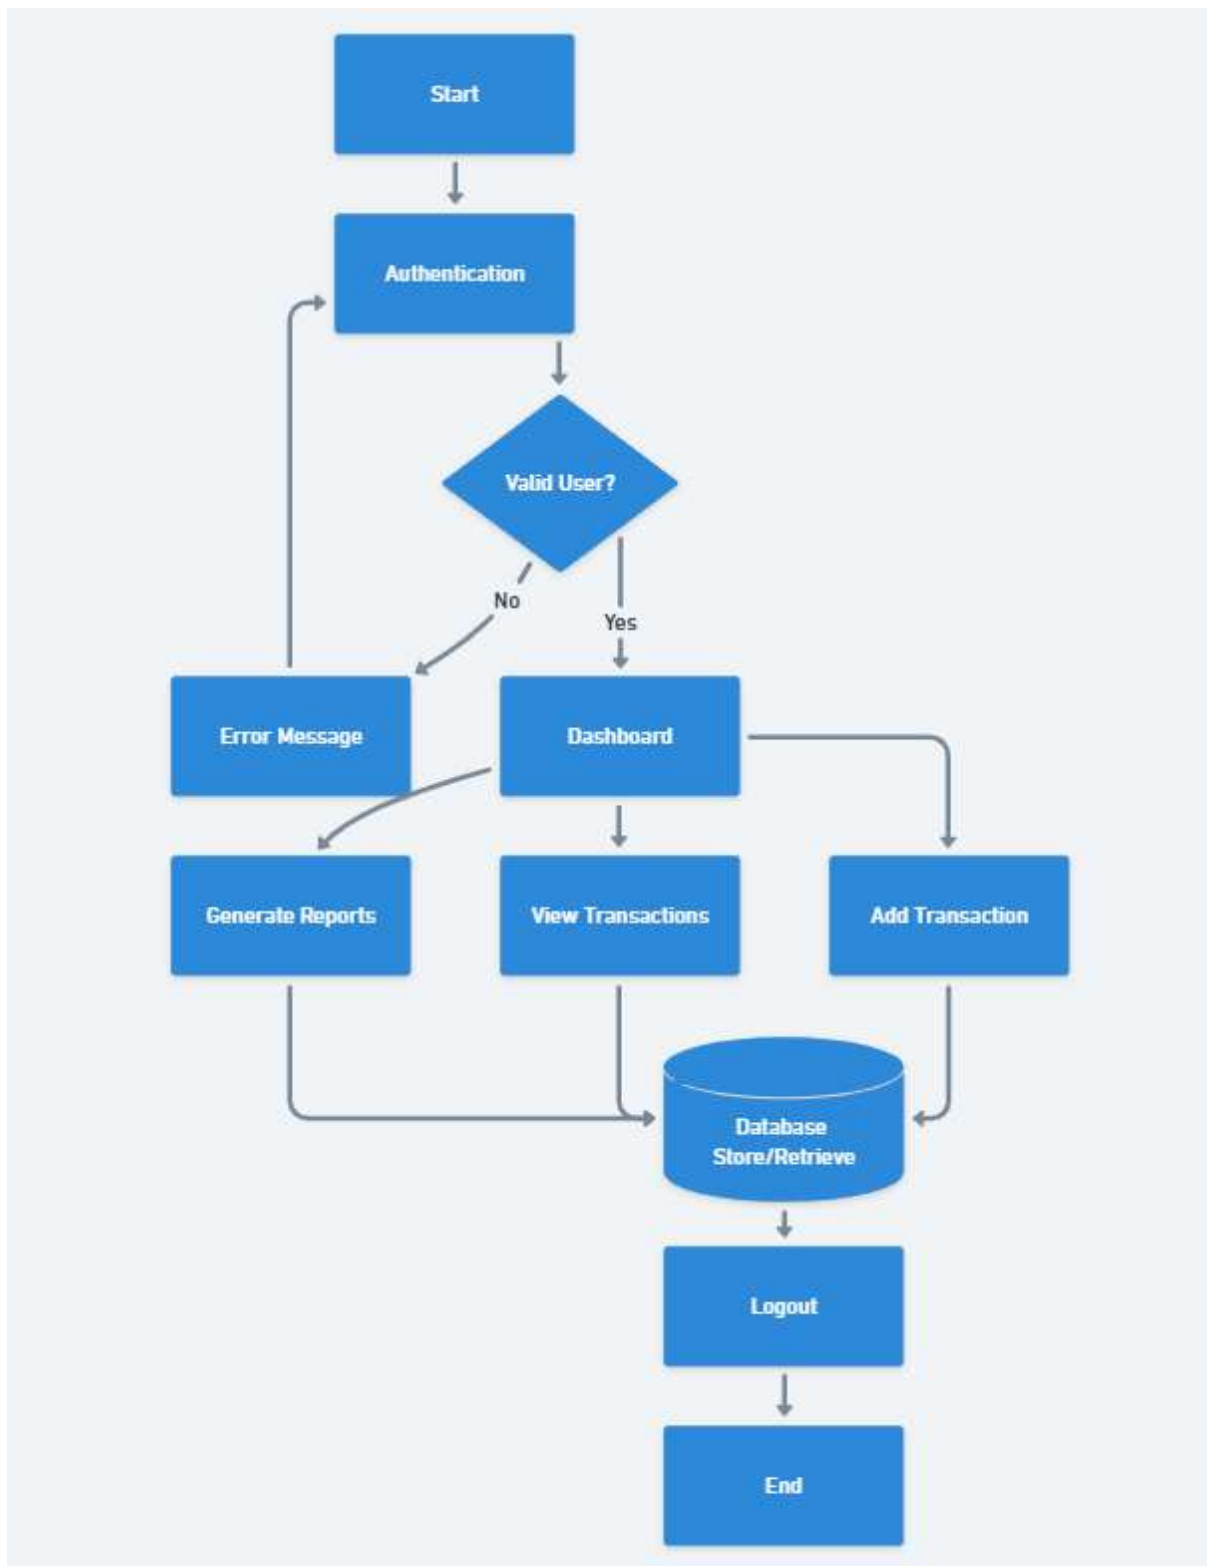 Start
Authentication
Valid User?
No
Yes
Error Message
Dashboard
Generate Reports
View Transactions
Add Transaction
Database
Store/Retrieve
Logout
End